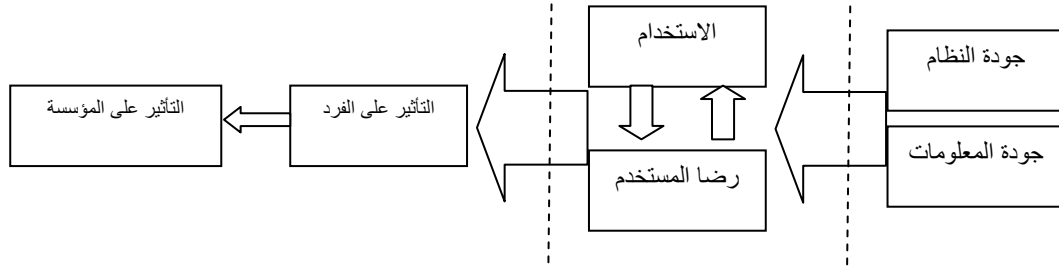 جودة النظام
جودة المعلومات
الاستخدام
رضا المستخدم
التأثير على الفرد
التأثير على المؤسسة